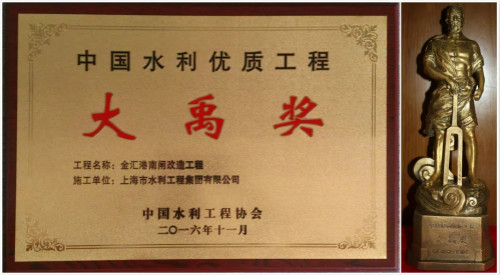 中国水利优质工程
大禹奖
工程名称：金汇港南闸改造工程
施工单位：上海市水利工程集团有限公司
中国水利工程协会
二〇一六年十一月